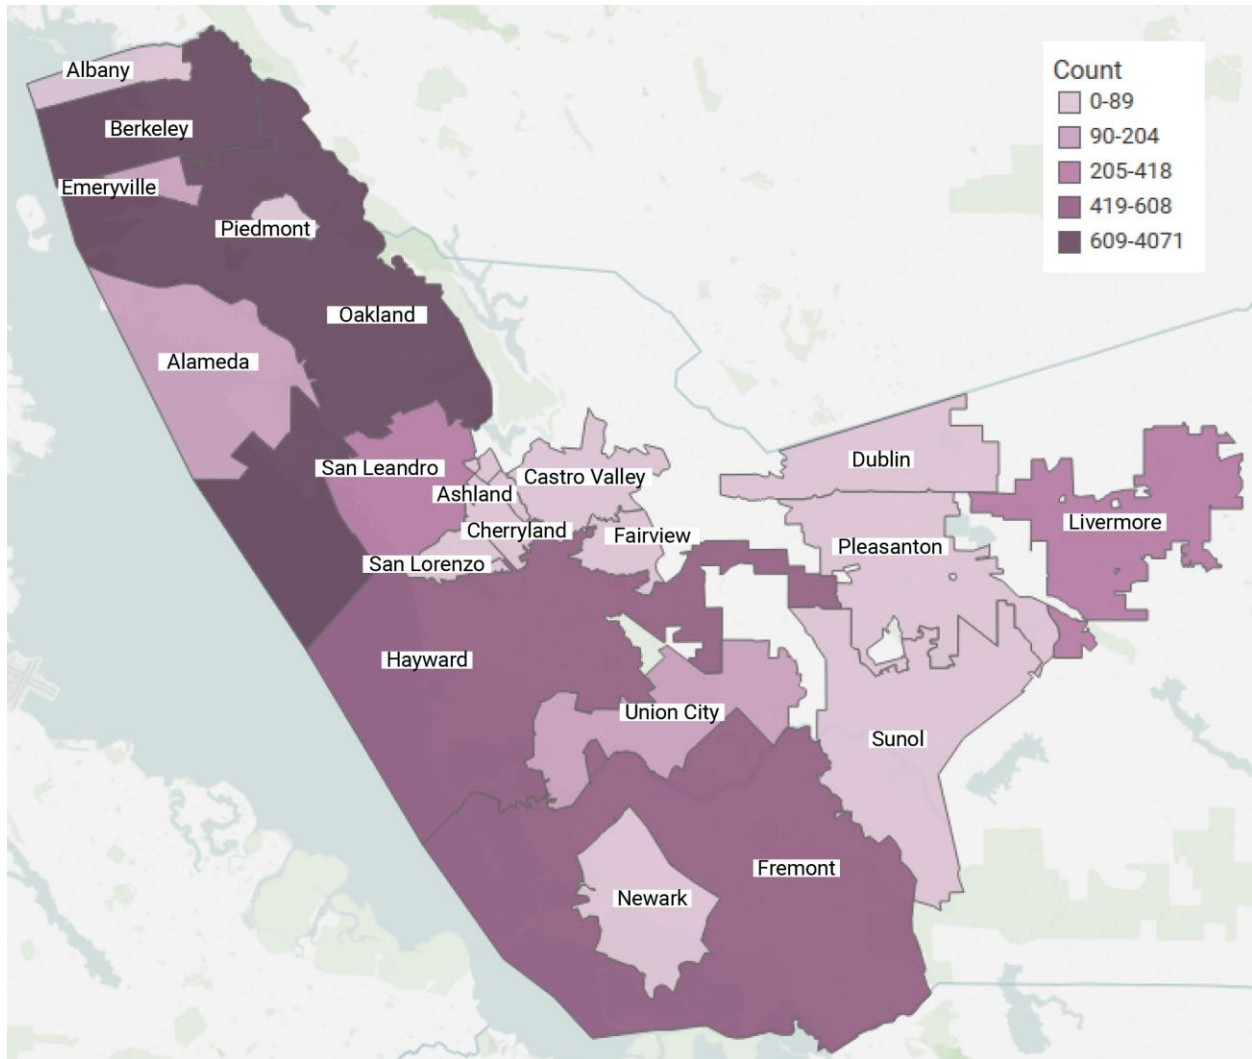 Albany
Berkeley
Emeryville
Piedmont
Oakland
Alameda
San Leandro
Castro Valley
Ashland
Cherryland
Fairview
San Lorenzo
Dublin
Livermore
Pleasanton
Hayward
Union City
Sunol
Fremont
Newark
Count
0-89
90-204
205-418
419-608
609-4071